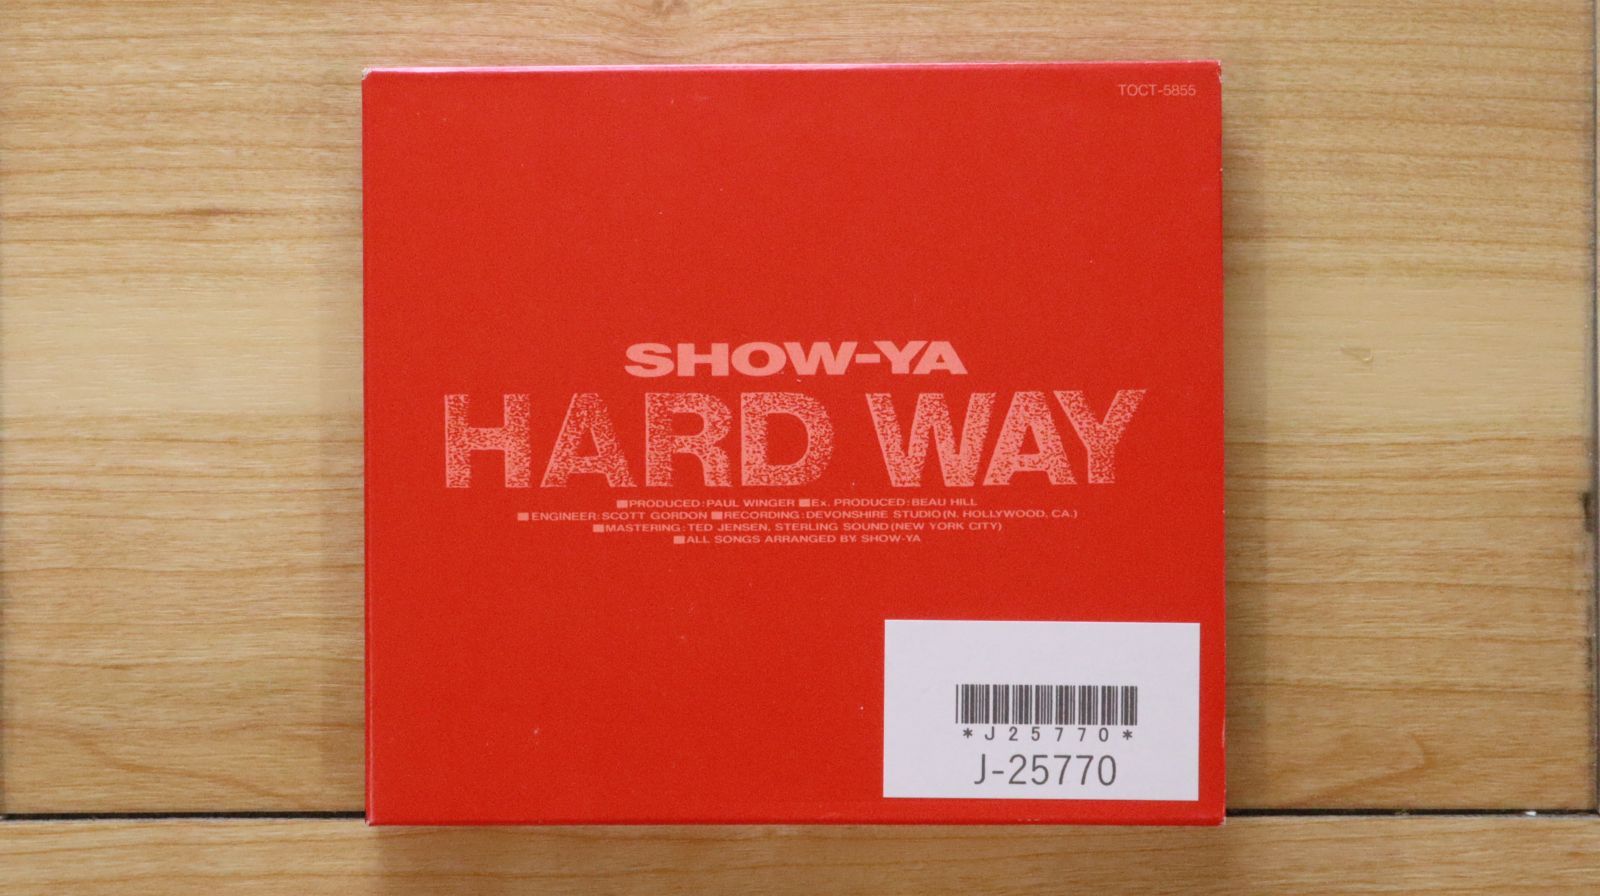 TOCT-5855
SHOW-YA
HARD WAY
■PRODUCED:PAUL WINGER ■Ex. PRODUCED:BEAU HILL
■ENGINEER:SCOTT GORDON ■RECORDING:DEVONSHIRE STUDIO(N. HOLLYWOOD, CA.)
■MASTERING:TED JENSEN, STERLING SOUND(NEW YORK CITY)
■ALL SONGS ARRANGED BY SHOW-YA
*J25770*
J-25770